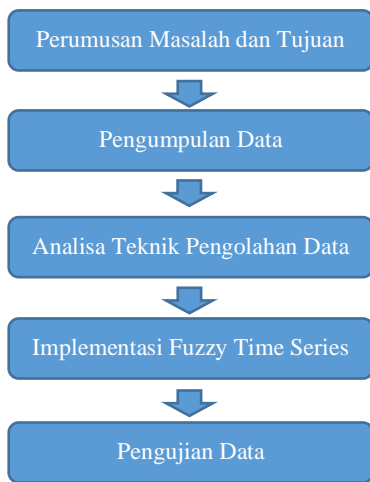 Perumusan Masalah dan Tujuan
Pengumpulan Data
Analisa Teknik Pengolahan Data
Implementasi Fuzzy Time Series
Pengujian Data